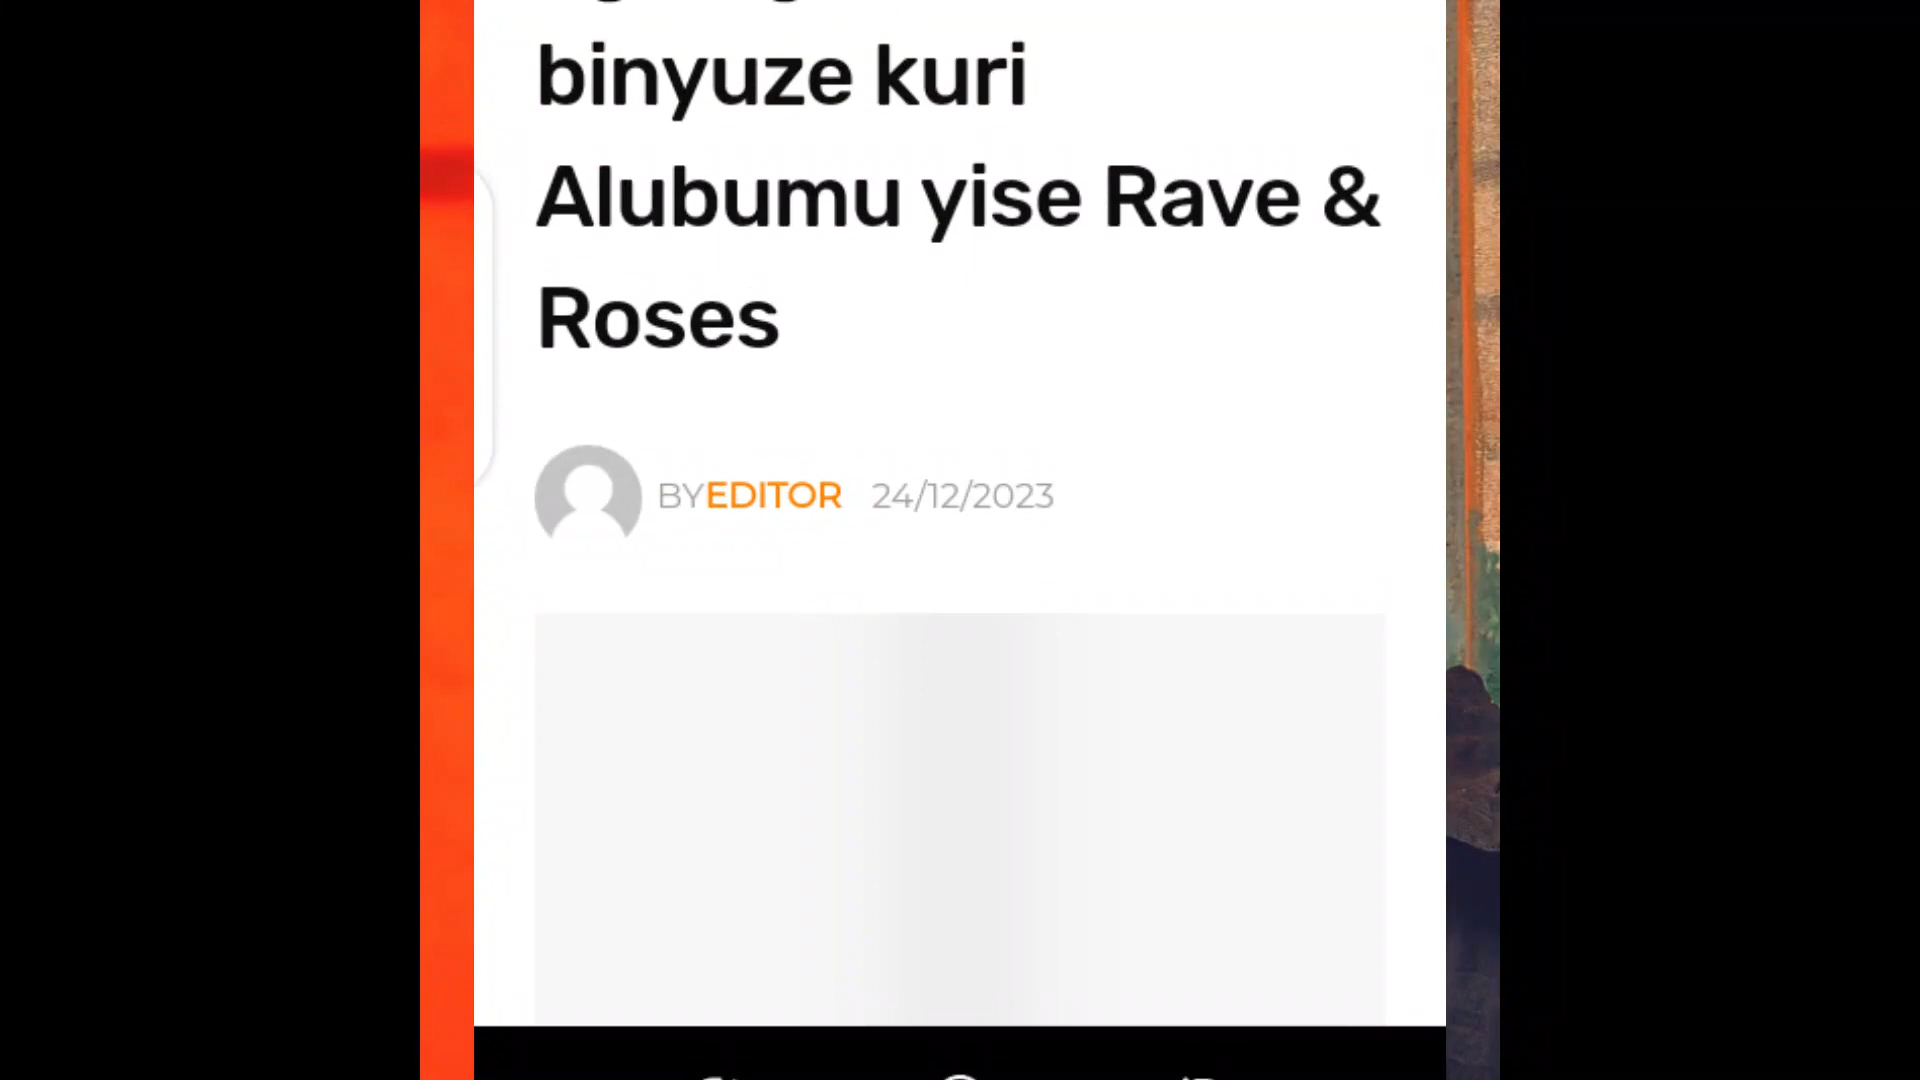 binyuze kuri
Alubumu yise Rave &
Roses
BYEDITOR 24/12/2023